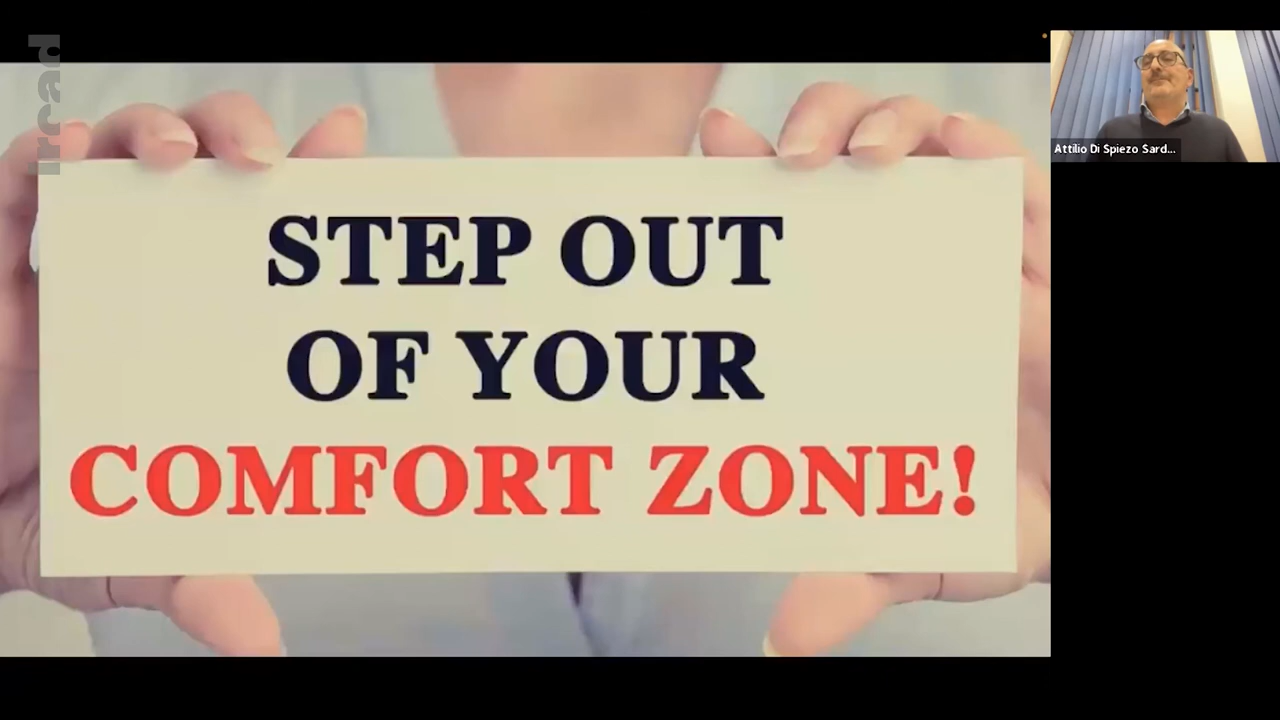 ircad
STEP OUT
OF YOUR
COMFORT ZONE!
Attilio Di Spiezo Sard...